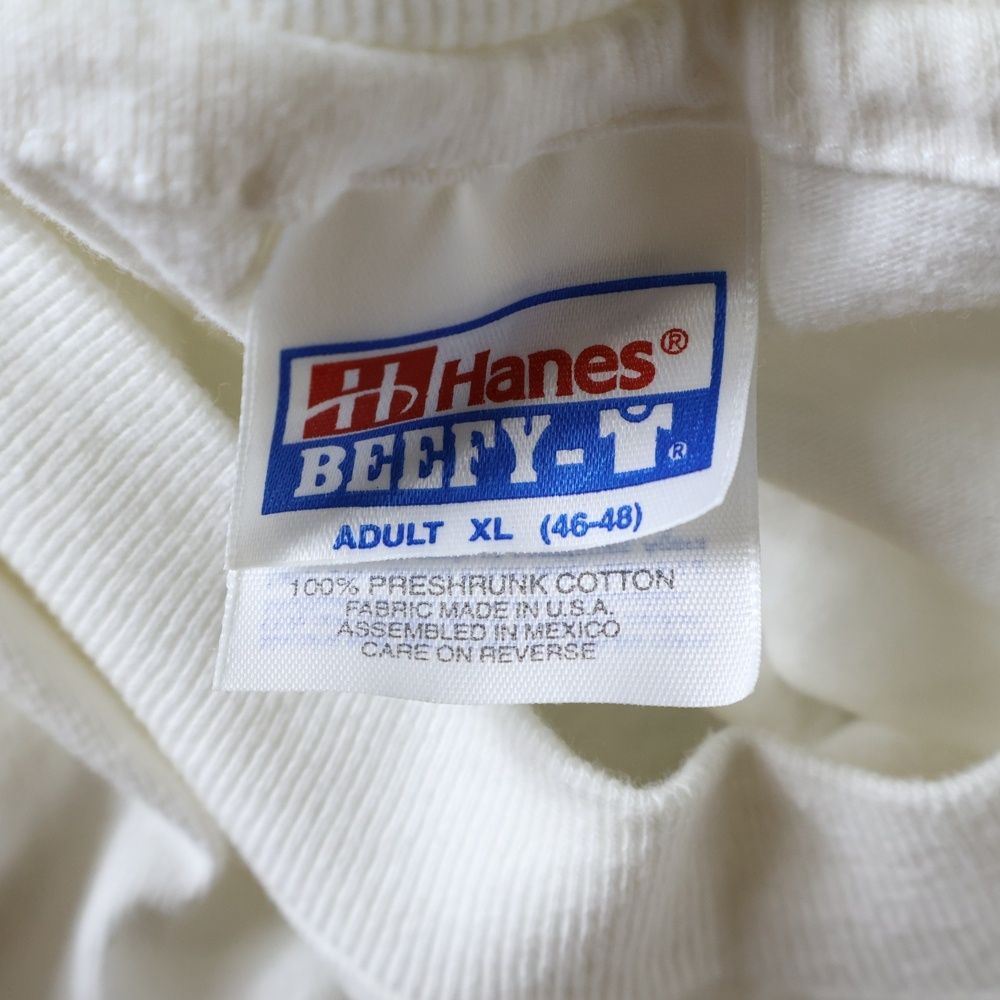 Hanes®
BEEFY-T®
ADULT XL (46-48)
100% PRESHRUNK COTTON
FABRIC MADE IN U.S.A.
ASSEMBLED IN MEXICO
CARE ON REVERSE